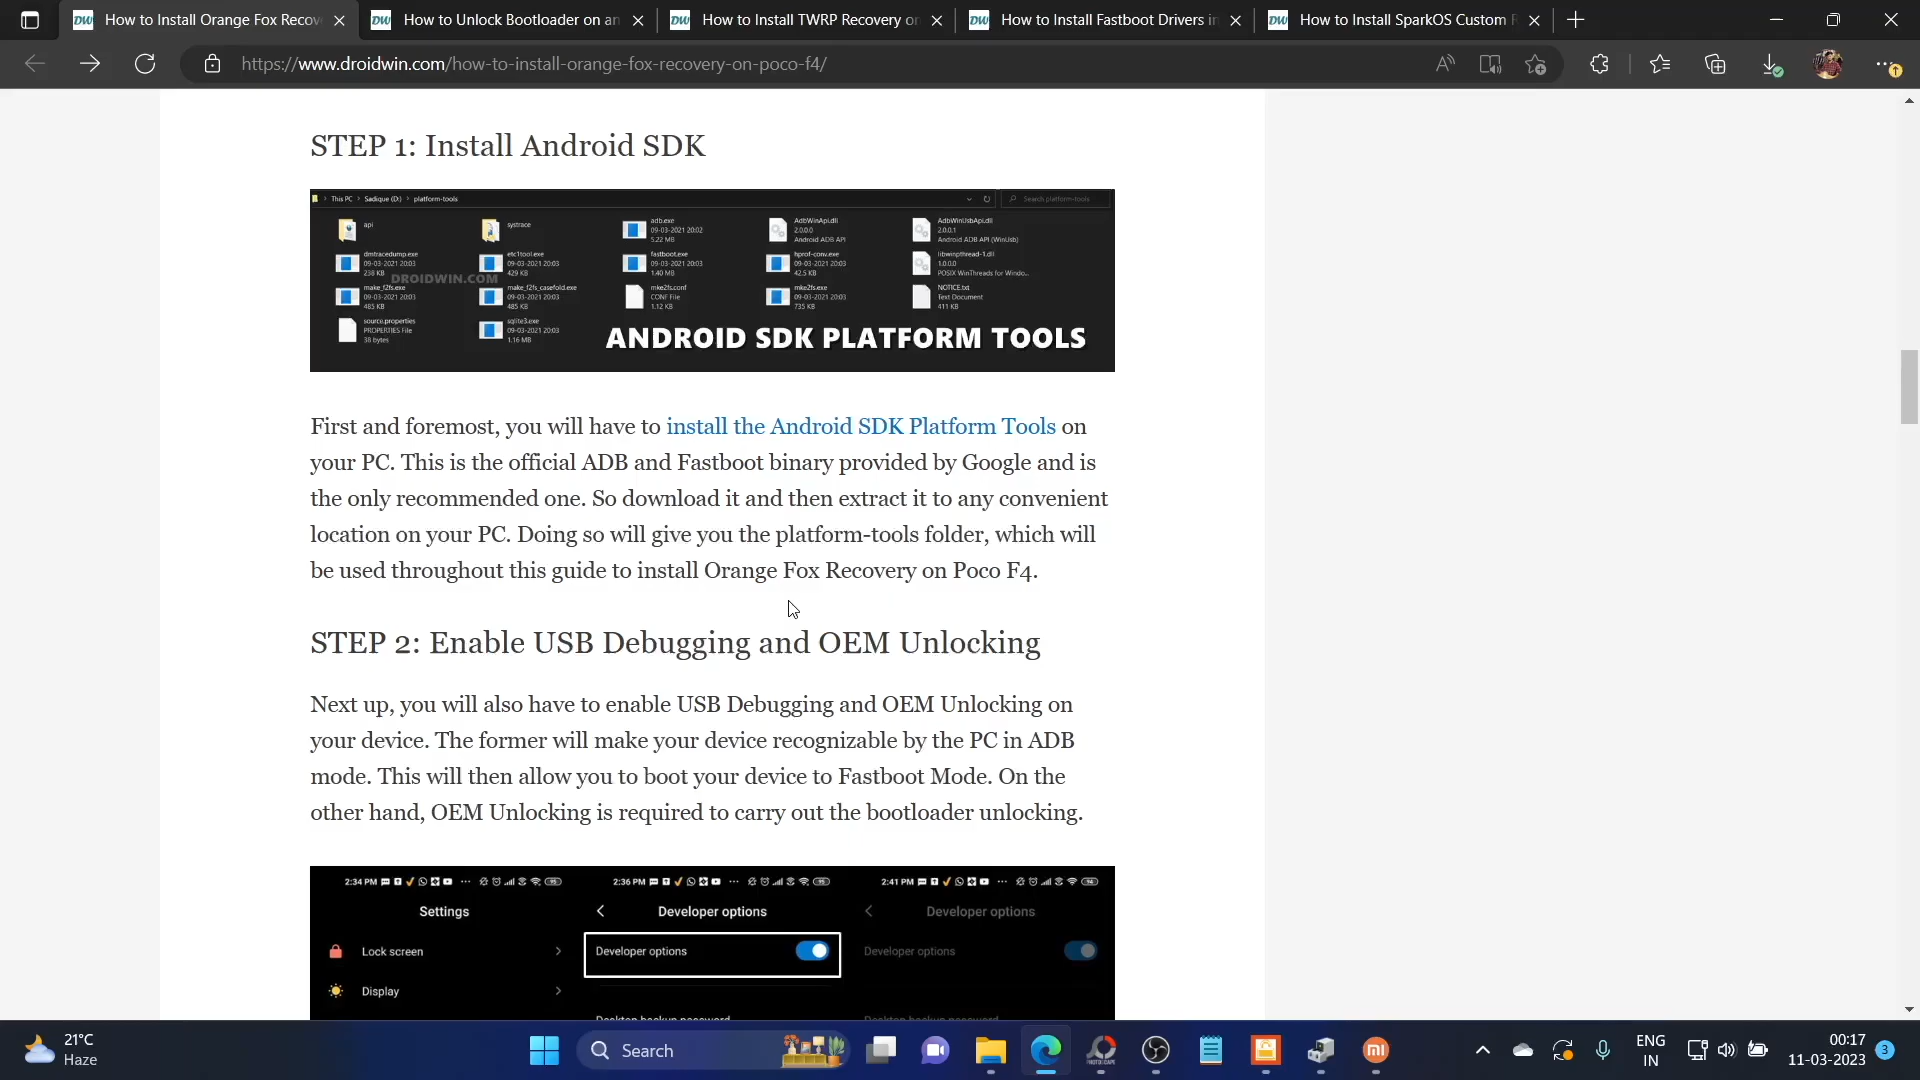 How to Install Orange Fox Recov
How to Unlock Bootloader on an
How to Install TWRP Recovery on
How to Install Fastboot Drivers in
How to Install SparkOS Custom R
https://www.droidwin.com/how-to-install-orange-fox-recovery-on-poco-f4/
STEP 1: Install Android SDK
This PC > Sadique (D:) > platform-tools
Search platform-tools
api
systrace
adb.exe
09-03-2021 20:02
5.22 MB
AdbWinApi.dll
2.0.0.0
Android ADB API
AdbWinUsbApi.dll
2.0.0.1
Android ADB API (WinUsb)
dmtracedump.exe
09-03-2021 20:03
238 KB
etc1tool.exe
09-03-2021 20:03
429 KB
fastboot.exe
09-03-2021 20:03
1.40 MB
hprof-conv.exe
09-03-2021 20:03
42.5 KB
libwinpthread-1.dll
1.0.0.0
POSIX WinThreads for Windo...
DROIDWIN.COM
make_f2fs.exe
09-03-2021 20:03
485 KB
make_f2fs_casefold.exe
09-03-2021 20:03
485 KB
mke2fs.conf
CONF File
1.12 KB
mke2fs.exe
09-03-2021 20:03
735 KB
NOTICE.txt
Text Document
411 KB
source.properties
PROPERTIES File
38 bytes
sqlite3.exe
09-03-2021 20:03
1.16 MB
ANDROID SDK PLATFORM TOOLS
First and foremost, you will have to install the Android SDK Platform Tools on
your PC. This is the official ADB and Fastboot binary provided by Google and is
the only recommended one. So download it and then extract it to any convenient
location on your PC. Doing so will give you the platform-tools folder, which will
be used throughout this guide to install Orange Fox Recovery on Poco F4.
STEP 2: Enable USB Debugging and OEM Unlocking
Next up, you will also have to enable USB Debugging and OEM Unlocking on
your device. The former will make your device recognizable by the PC in ADB
mode. This will then allow you to boot your device to Fastboot Mode. On the
other hand, OEM Unlocking is required to carry out the bootloader unlocking.
2:34 PM
2:36 PM
2:41 PM
Settings
Developer options
Developer options
Lock screen
Developer options
Developer options
Display
Desktop backup password
Desktop backup password
21°C
Haze
Search
ENG
IN
00:17
11-03-2023
3